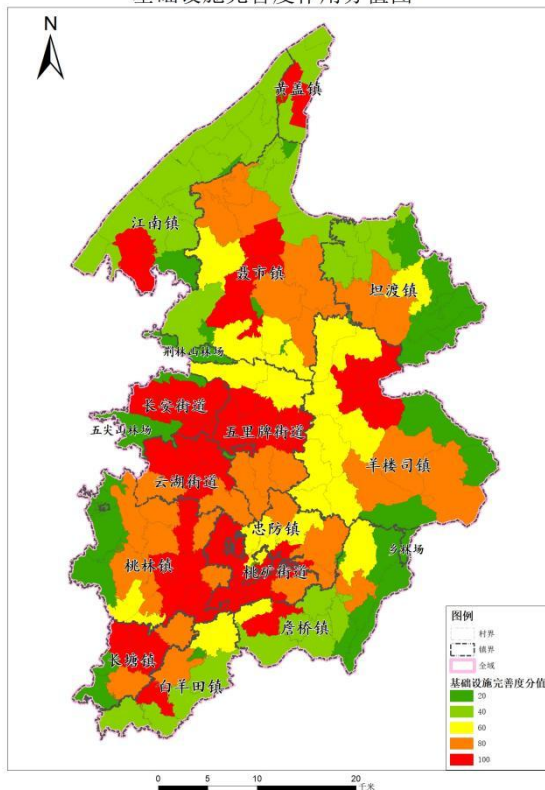 基础设施完善度作用分值图
N
黄盖镇
江南镇
聂市镇
坦渡镇
荆林山林场
长安街道
五尖山林场
五里牌街道
羊楼司镇
云湖街道
忠防镇
乡林场
桃林镇
桃矿街道
詹桥镇
长塘镇
白羊田镇
图例
村界
镇界
全域
基础设施完善度分值
20
40
60
80
100
0 5 10 20
千米